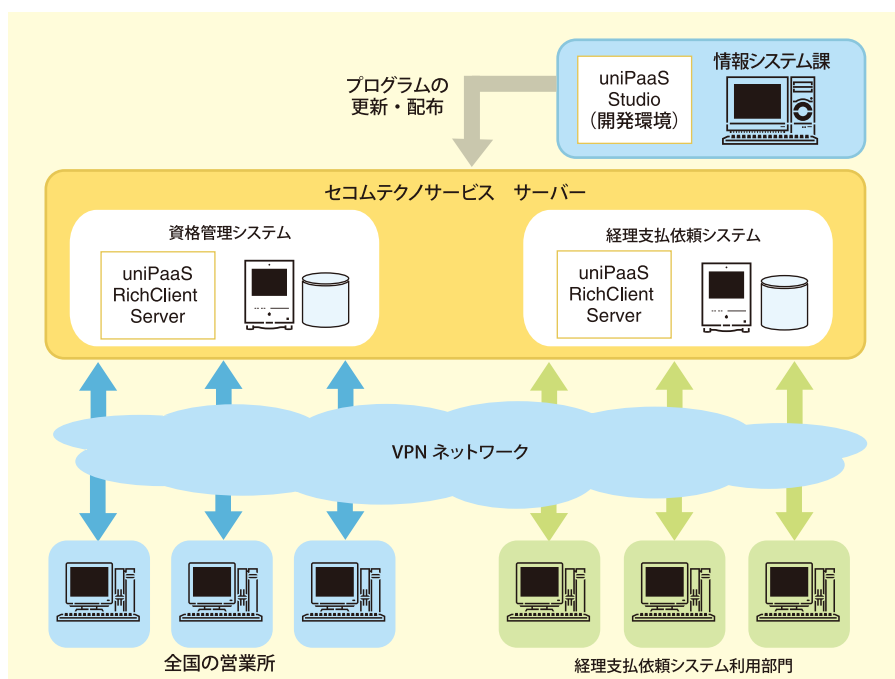 情報システム課
uniPaaS
Studio
（開発環境）
プログラムの
更新・配布
セコムテクノサービス　サーバー
資格管理システム
uniPaaS
RichClient
Server
経理支払依頼システム
uniPaaS
RichClient
Server
VPN ネットワーク
全国の営業所
経理支払依頼システム利用部門